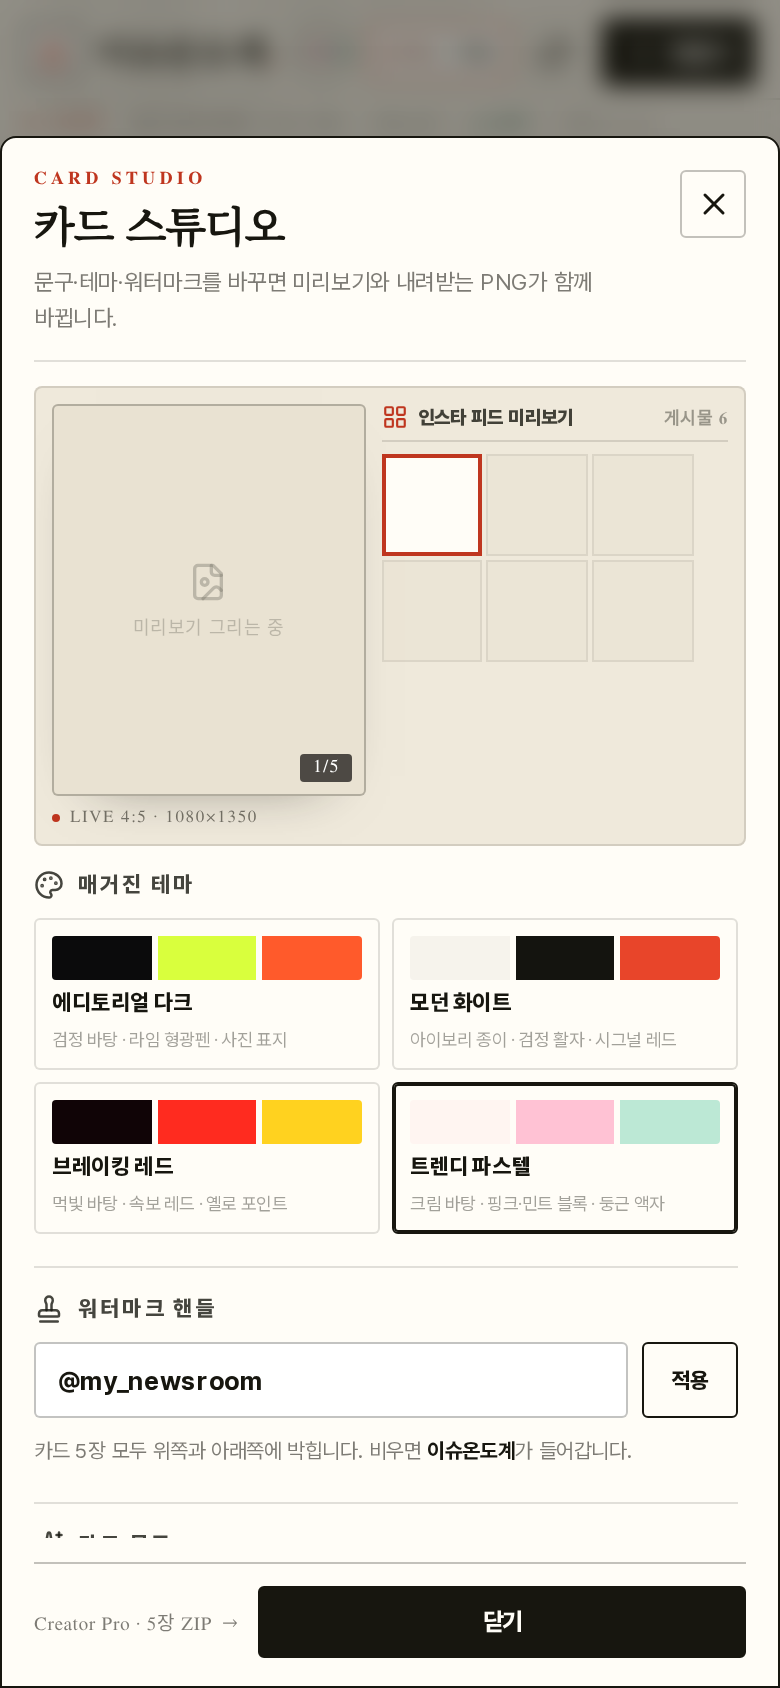 CARD STUDIO
카드 스튜디오
문구·테마·워터마크를 바꾸면 미리보기와 내려받는 PNG가 함께
바뀝니다.
인스타 피드 미리보기
게시물 6
미리보기 그리는 중
1/5
LIVE 4:5 · 1080×1350
매거진 테마
에디토리얼 다크
검정 바탕 · 라임 형광펜 · 사진 표지
모던 화이트
아이보리 종이 · 검정 활자 · 시그널 레드
브레이킹 레드
먹빛 바탕 · 속보 레드 · 옐로 포인트
트렌디 파스텔
크림 바탕 · 핑크·민트 블록 · 둥근 액자
워터마크 핸들
@my_newsroom
적용
카드 5장 모두 위쪽과 아래쪽에 박힙니다. 비우면 이슈온도계가 들어갑니다.
Creator Pro · 5장 ZIP →
닫기